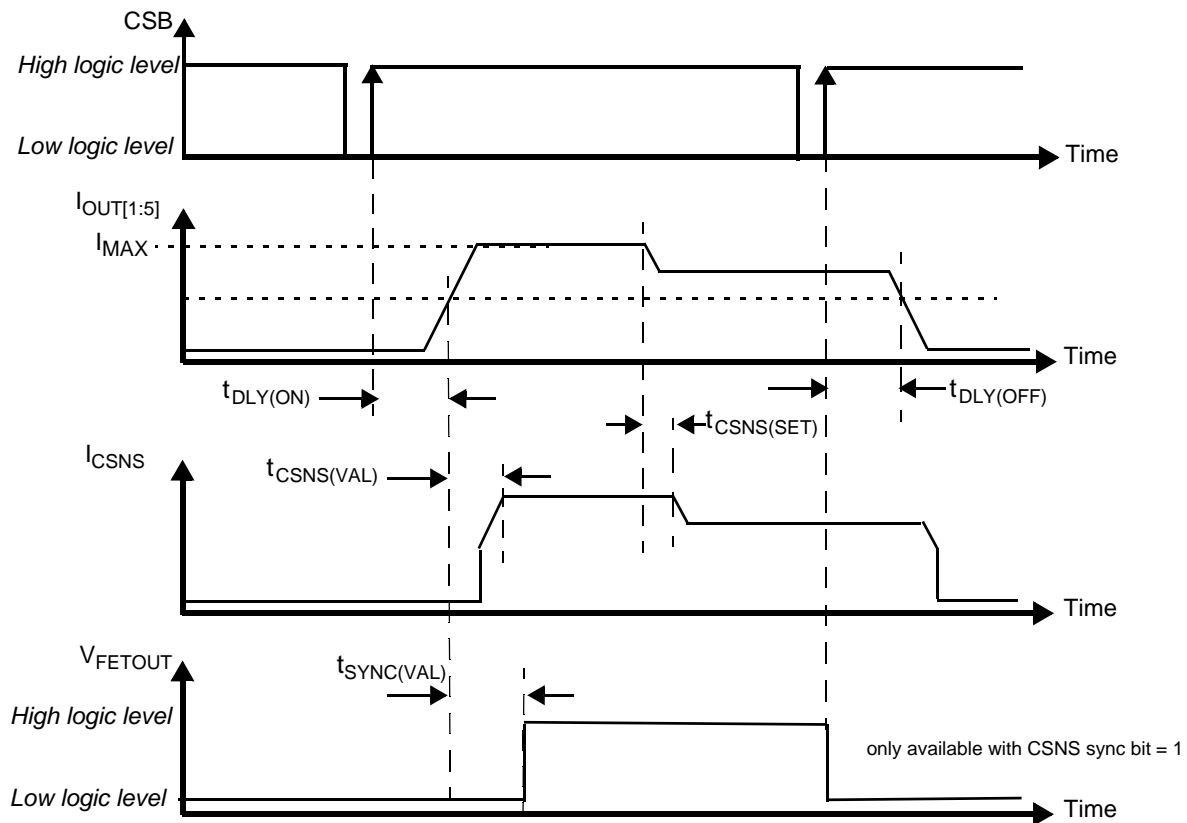 CSB
High logic level
Low logic level
Time
IOUT[1:5]
IMAX
Time
tDLY(ON)
tDLY(OFF)
tCSNS(SET)
ICSNS
tCSNS(VAL)
Time
VFETOUT
tSYNC(VAL)
High logic level
only available with CSNS sync bit = 1
Low logic level
Time